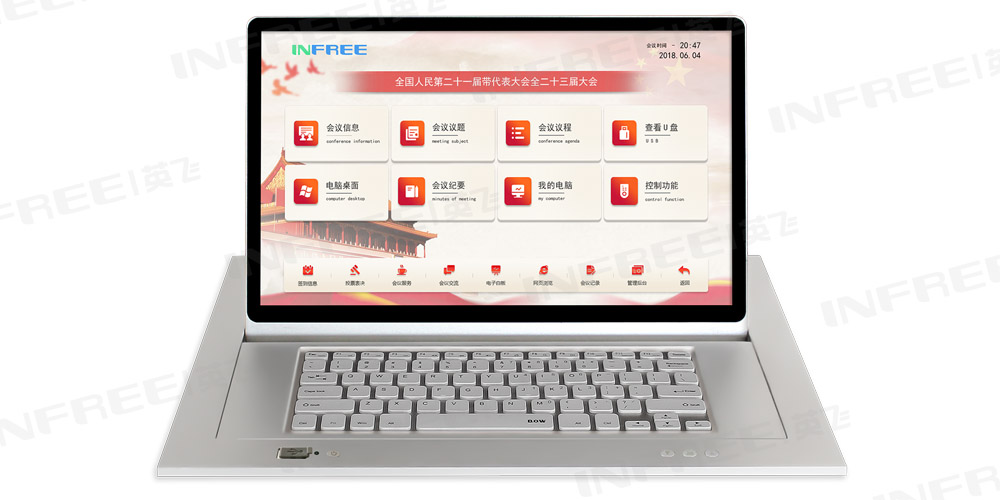 INFREE
会议时间 - 20:47
2018.06.04
全国人民第二十一届带代表大会全二十三届大会
会议信息
conference information
会议议题
meeting subject
会议议程
conference agenda
查看U盘
USB
电脑桌面
computer desktop
会议纪要
minutes of meeting
我的电脑
my computer
控制功能
control function
签到信息 投票表决 会议服务 会议交流 电子白板 网页浏览 会议记录 管理后台 返回
BOW
INFREE|英飞
INFREE|英飞
INFREE|英飞
INFREE|英飞
INFREE|英飞